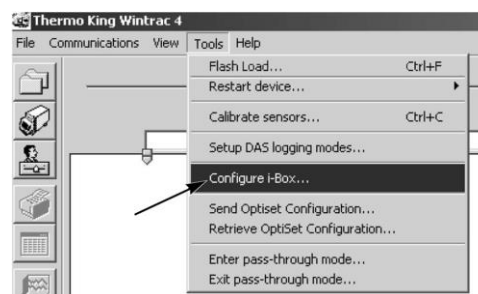 Thermo King Wintrac 4
File Communications View Tools Help
Flash Load... Ctrl+F
Restart device...
Calibrate sensors... Ctrl+C
Setup DAS logging modes...
Configure i-Box...
Send Optiset Configuration...
Retrieve OptiSet Configuration...
Enter pass-through mode...
Exit pass-through mode...